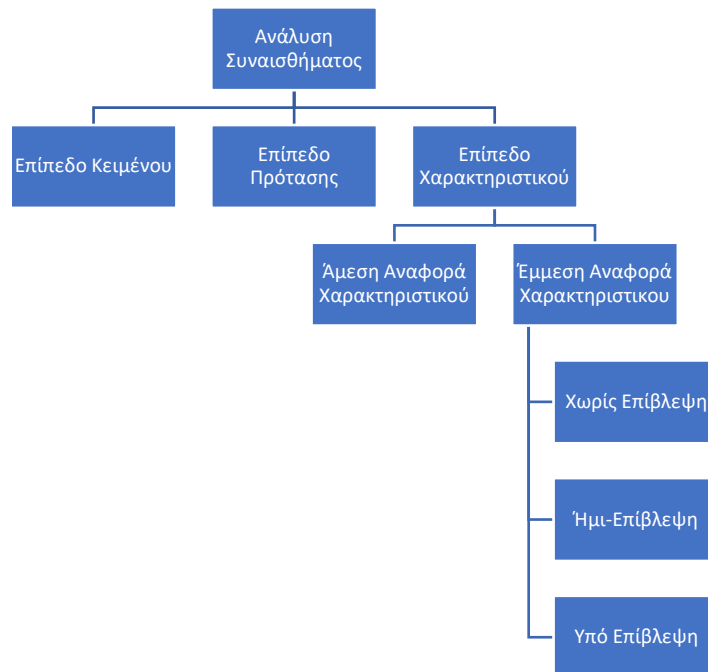 Ανάλυση
Συναισθήματος
Επίπεδο Κειμένου
Επίπεδο
Πρότασης
Επίπεδο
Χαρακτηριστικού
Άμεση Αναφορά
Χαρακτηριστικού
Έμμεση Αναφορά
Χαρακτηριστικου
Χωρίς Επίβλεψη
Ήμι-Επίβλεψη
Υπό Επίβλεψη